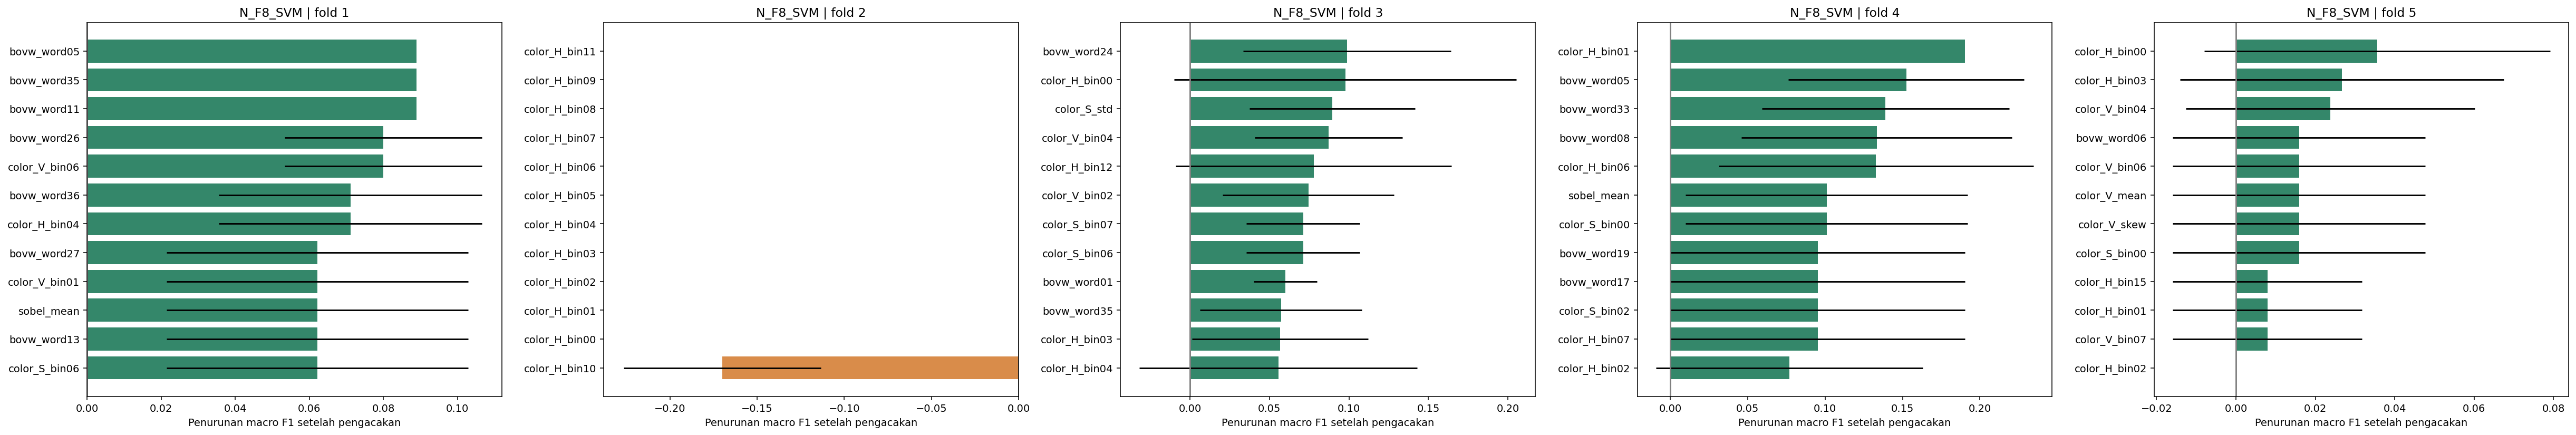 N_F8_SVM | fold 1
bovw_word05
bovw_word35
bovw_word11
bovw_word26
color_V_bin06
bovw_word36
color_H_bin04
bovw_word27
color_V_bin01
sobel_mean
bovw_word13
color_S_bin06
0.00 0.02 0.04 0.06 0.08 0.10
Penurunan macro F1 setelah pengacakan
N_F8_SVM | fold 2
color_H_bin11
color_H_bin09
color_H_bin08
color_H_bin07
color_H_bin06
color_H_bin05
color_H_bin04
color_H_bin03
color_H_bin02
color_H_bin01
color_H_bin00
color_H_bin10
−0.20 −0.15 −0.10 −0.05 0.00
Penurunan macro F1 setelah pengacakan
N_F8_SVM | fold 3
bovw_word24
color_H_bin00
color_S_std
color_V_bin04
color_H_bin12
color_V_bin02
color_S_bin07
color_S_bin06
bovw_word01
bovw_word35
color_H_bin03
color_H_bin04
0.00 0.05 0.10 0.15 0.20
Penurunan macro F1 setelah pengacakan
N_F8_SVM | fold 4
color_H_bin01
bovw_word05
bovw_word33
bovw_word08
color_H_bin06
sobel_mean
color_S_bin00
bovw_word19
bovw_word17
color_S_bin02
color_H_bin07
color_H_bin02
0.00 0.05 0.10 0.15 0.20
Penurunan macro F1 setelah pengacakan
N_F8_SVM | fold 5
color_H_bin00
color_H_bin03
color_V_bin04
bovw_word06
color_V_bin06
color_V_mean
color_V_skew
color_S_bin00
color_H_bin15
color_H_bin01
color_V_bin07
color_H_bin02
−0.02 0.00 0.02 0.04 0.06 0.08
Penurunan macro F1 setelah pengacakan